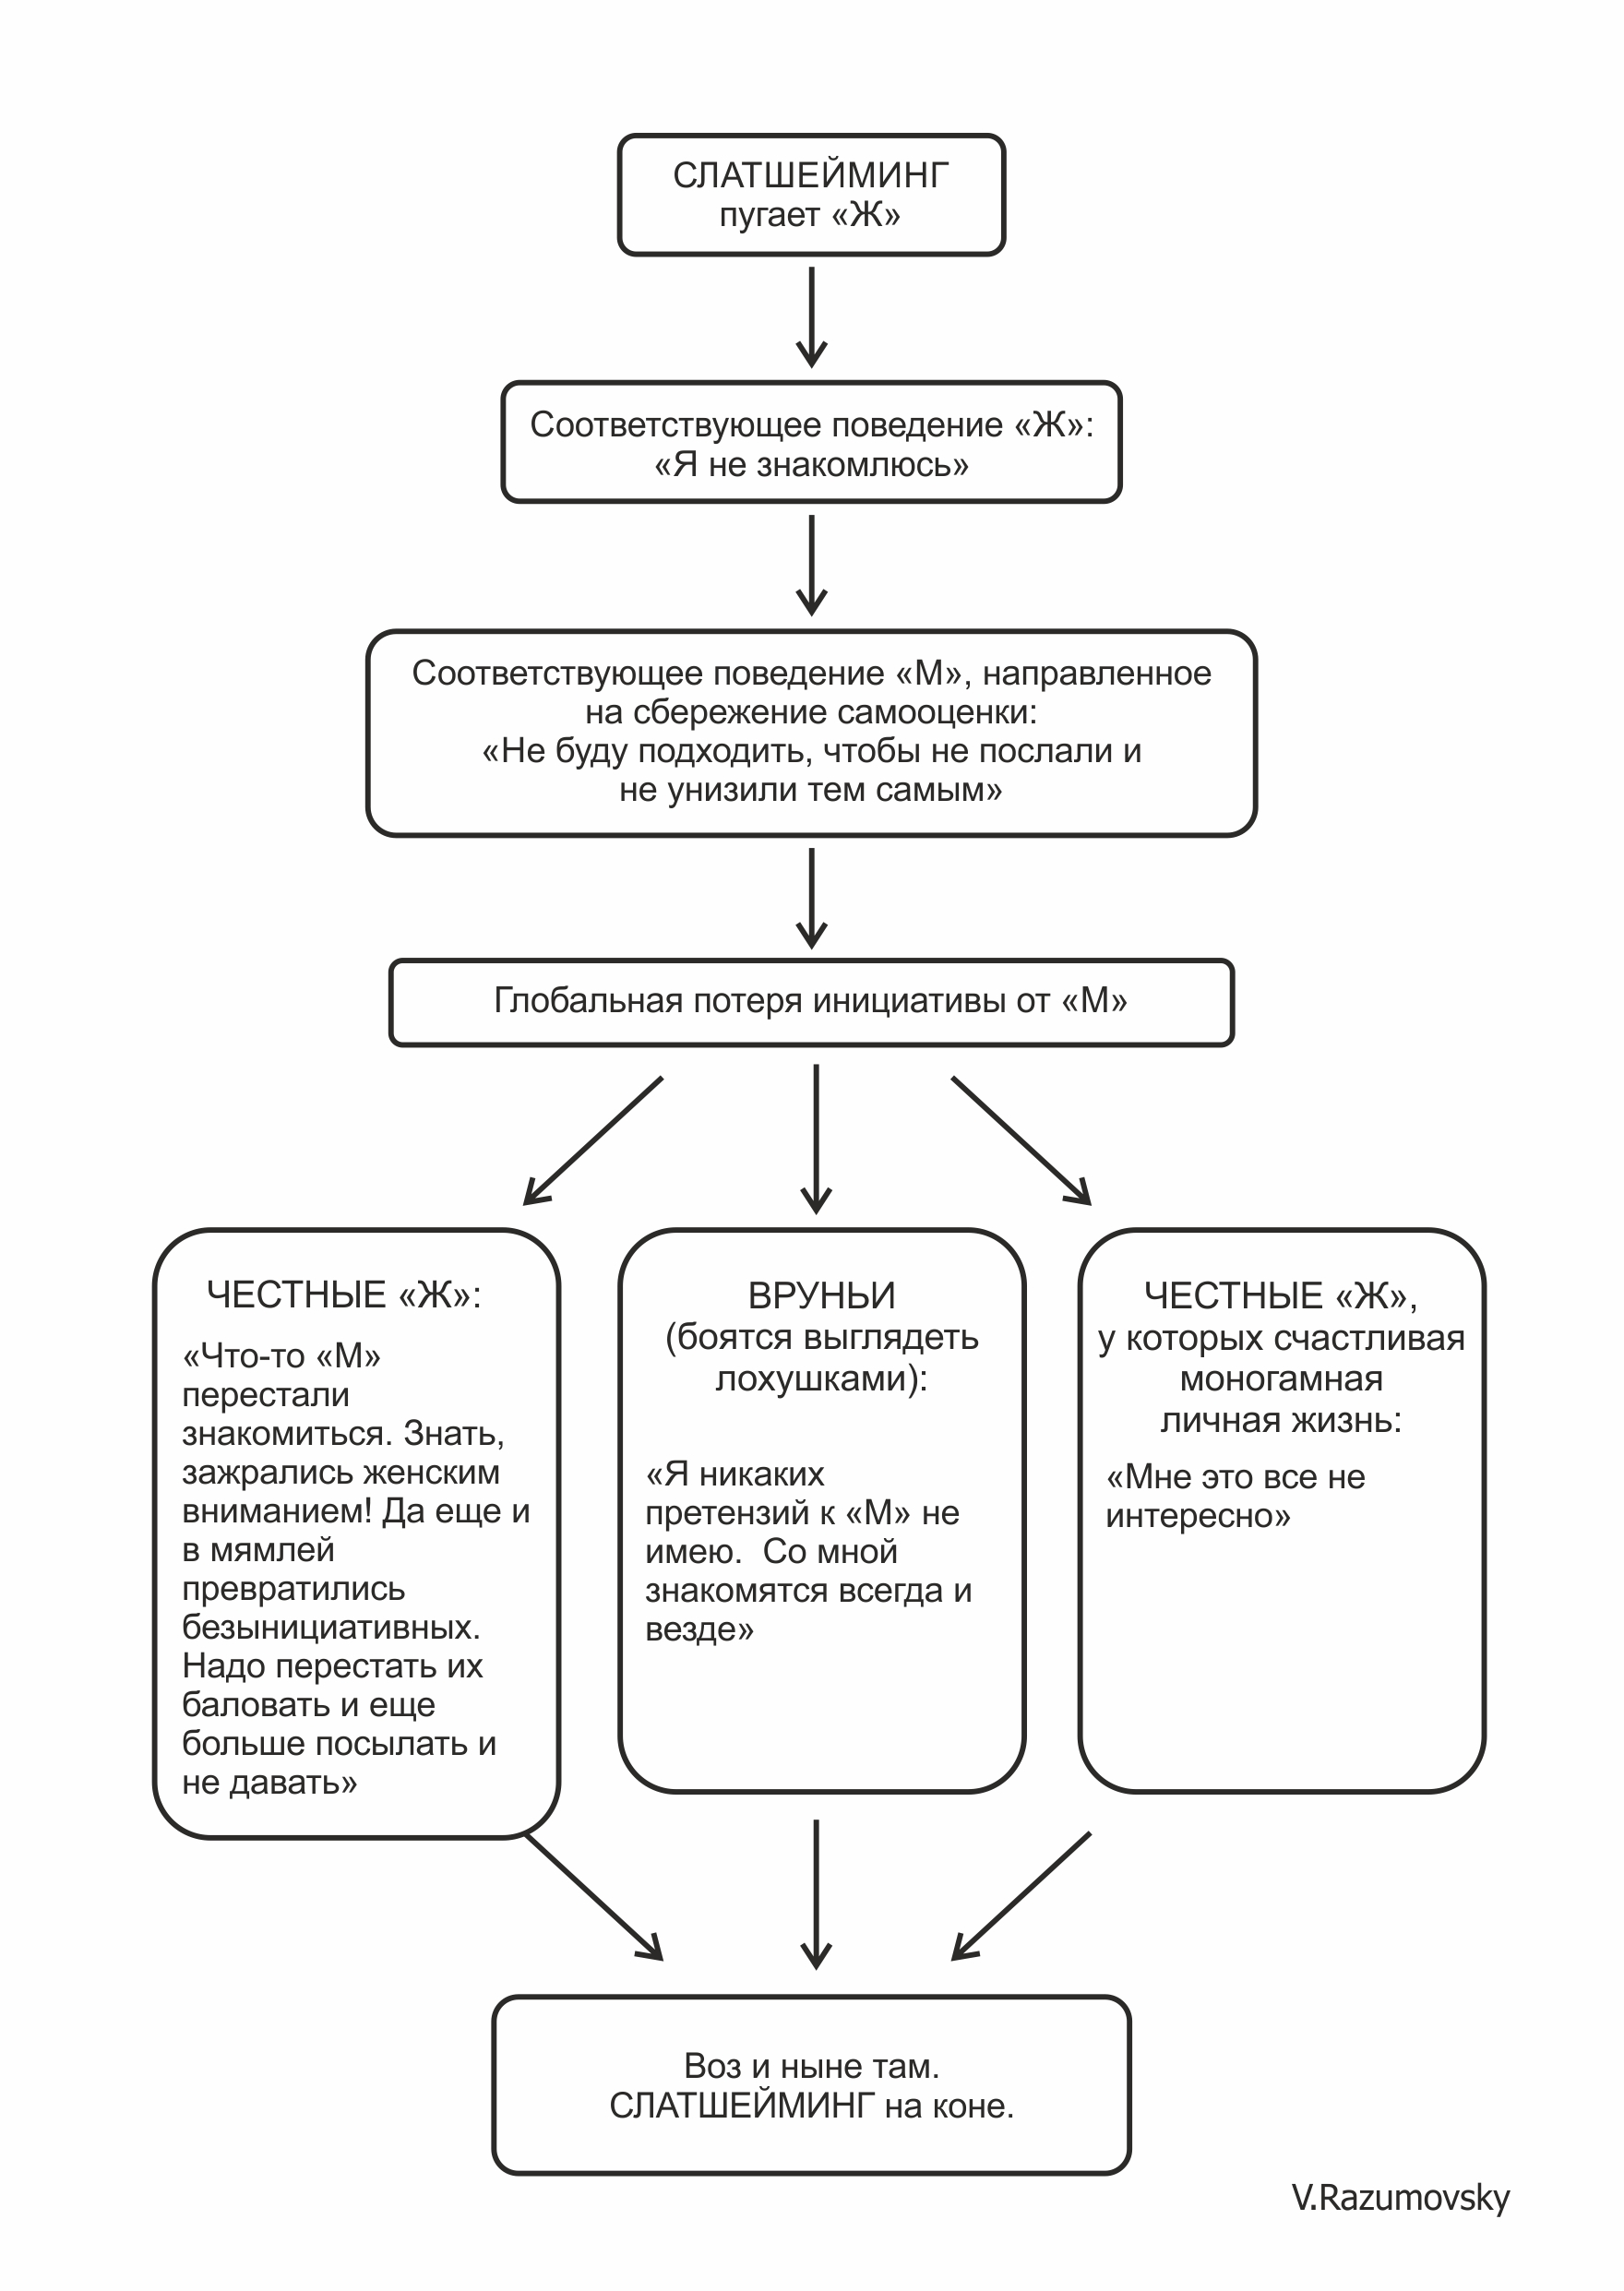 СЛАТШЕЙМИНГ
пугает «Ж»
Соответствующее поведение «Ж»:
«Я не знакомлюсь»
Соответствующее поведение «М», направленное
на сбережение самооценки:
«Не буду подходить, чтобы не послали и
не унизили тем самым»
Глобальная потеря инициативы от «М»
ЧЕСТНЫЕ «Ж»:
«Что-то «М»
перестали
знакомиться. Знать,
зажрались женским
вниманием! Да еще и
в мямлей
превратились
безынициативных.
Надо перестать их
баловать и еще
больше посылать и
не давать»
ВРУНЬИ
(боятся выглядеть
лохушками):
«Я никаких
претензий к «М» не
имею.  Со мной
знакомятся всегда и
везде»
ЧЕСТНЫЕ «Ж»,
у которых счастливая
моногамная
личная жизнь:
«Мне это все не
интересно»
Воз и ныне там.
СЛАТШЕЙМИНГ на коне.
V.Razumovsky